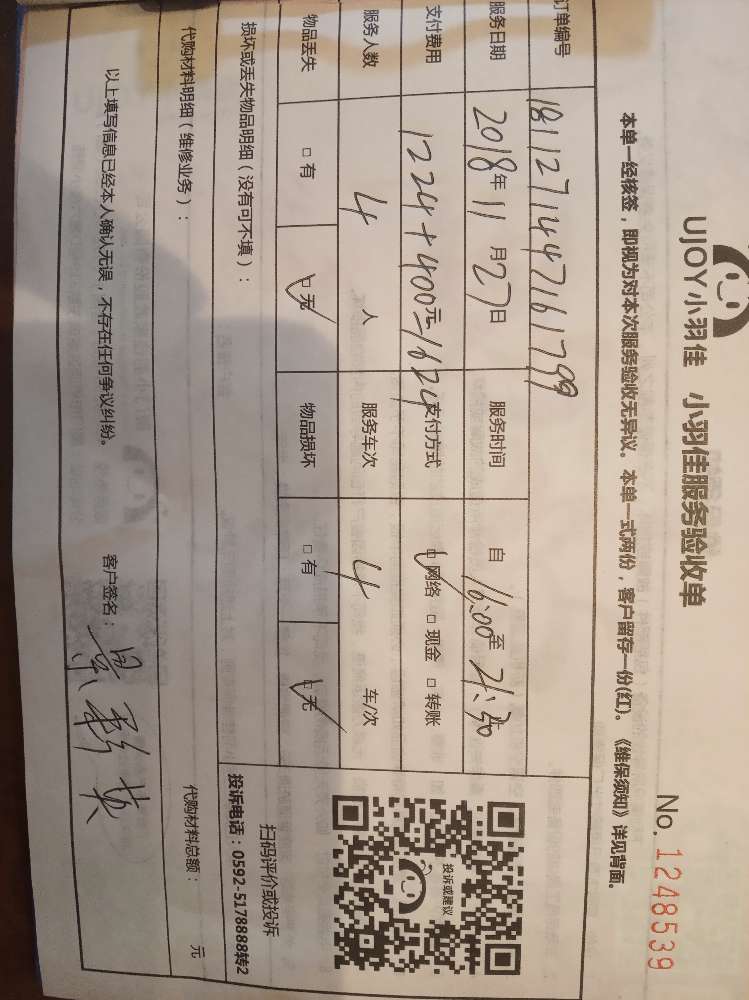 UJOY小羽佳 小羽佳服务验收单
No. 1248539
本单一经核签，即视为对本次服务验收无异议。本单一式两份，客户留存一份(红)。《维保须知》详见背面。
订单编号 181127144716 1799
服务日期 2018年11月27日 服务时间 自16:00至21:30
支付费用 1224+400元=1624 支付方式 □网络 □现金 □转账
服务人数 4人 服务车次 4车/次
物品丢失 □有 □无 物品损坏 □有 □无
投诉或建议
扫码评价或投诉
投诉电话：0592-5178888转2
损坏或丢失物品明细（没有可不填）：
代购材料明细（维修业务）： 代购材料总额： 元
以上填写信息已经本人确认无误，不存在任何争议纠纷。 客户签名：